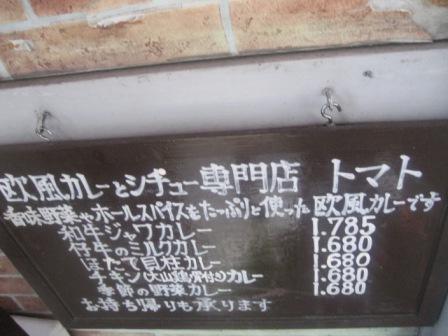 欧風カレーとシチュー専門店 トマト
香味野菜やホールスパイスをたっぷりと使った欧風カレーです
和牛ジャワカレー 1.785
仔牛のミルクカレー 1.680
ほたて貝柱カレー 1.680
チキン(大山鶏骨付)カレー 1.680
季節の野菜カレー 1.680
お持ち帰りも承ります